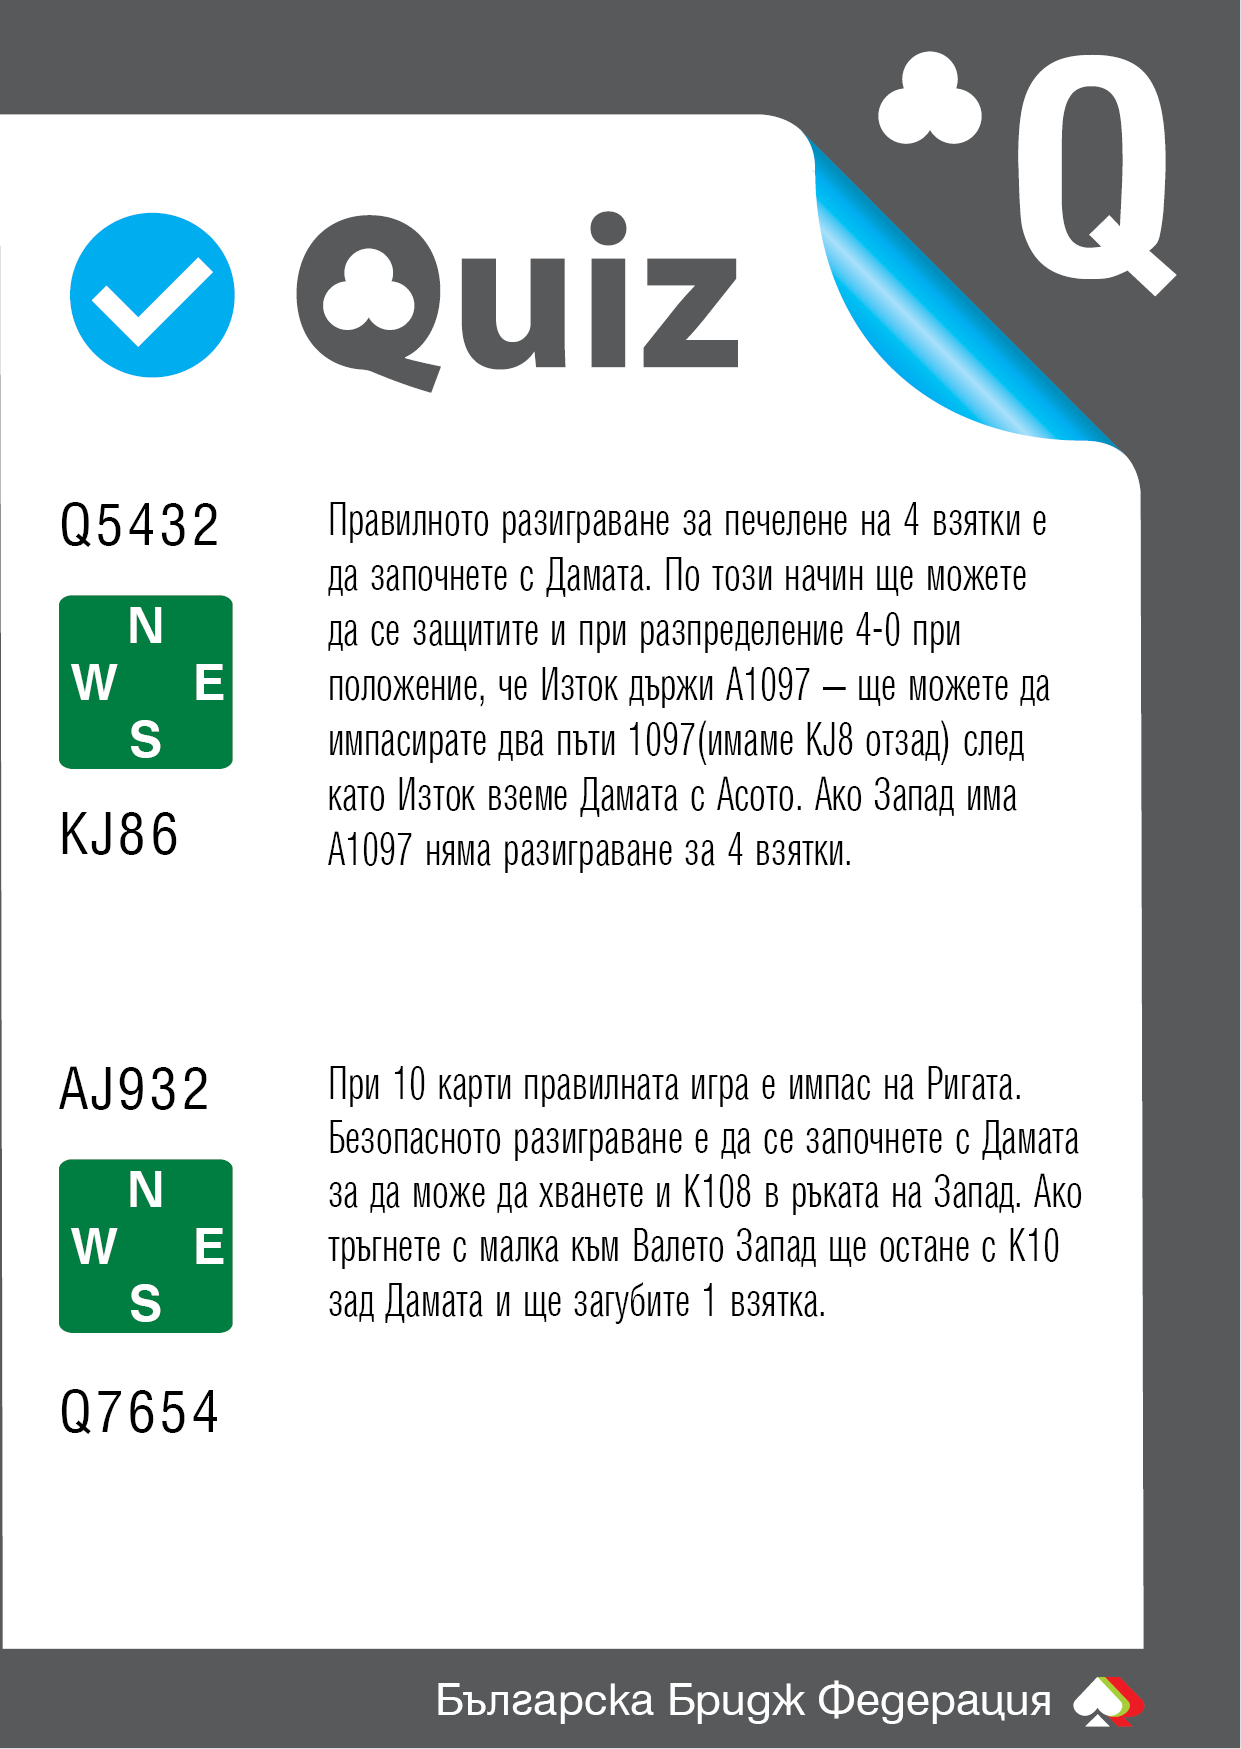 Q
Quiz
Q5432
N
W E
S
KJ86
Правилното разиграване за печелене на 4 взятки е
да започнете с Дамата. По този начин ще можете
да се защитите и при разпределение 4-0 при
положение, че Изток държи А1097 – ще можете да
импасирате два пъти 1097(имаме KJ8 отзад) след
като Изток вземе Дамата с Асото. Ако Запад има
А1097 няма разиграване за 4 взятки.
AJ932
N
W E
S
Q7654
При 10 карти правилната игра е импас на Ригата.
Безопасното разиграване е да се започнете с Дамата
за да може да хванете и К108 в ръката на Запад. Ако
тръгнете с малка към Валето Запад ще остане с К10
зад Дамата и ще загубите 1 взятка.
Българска Бридж Федерация